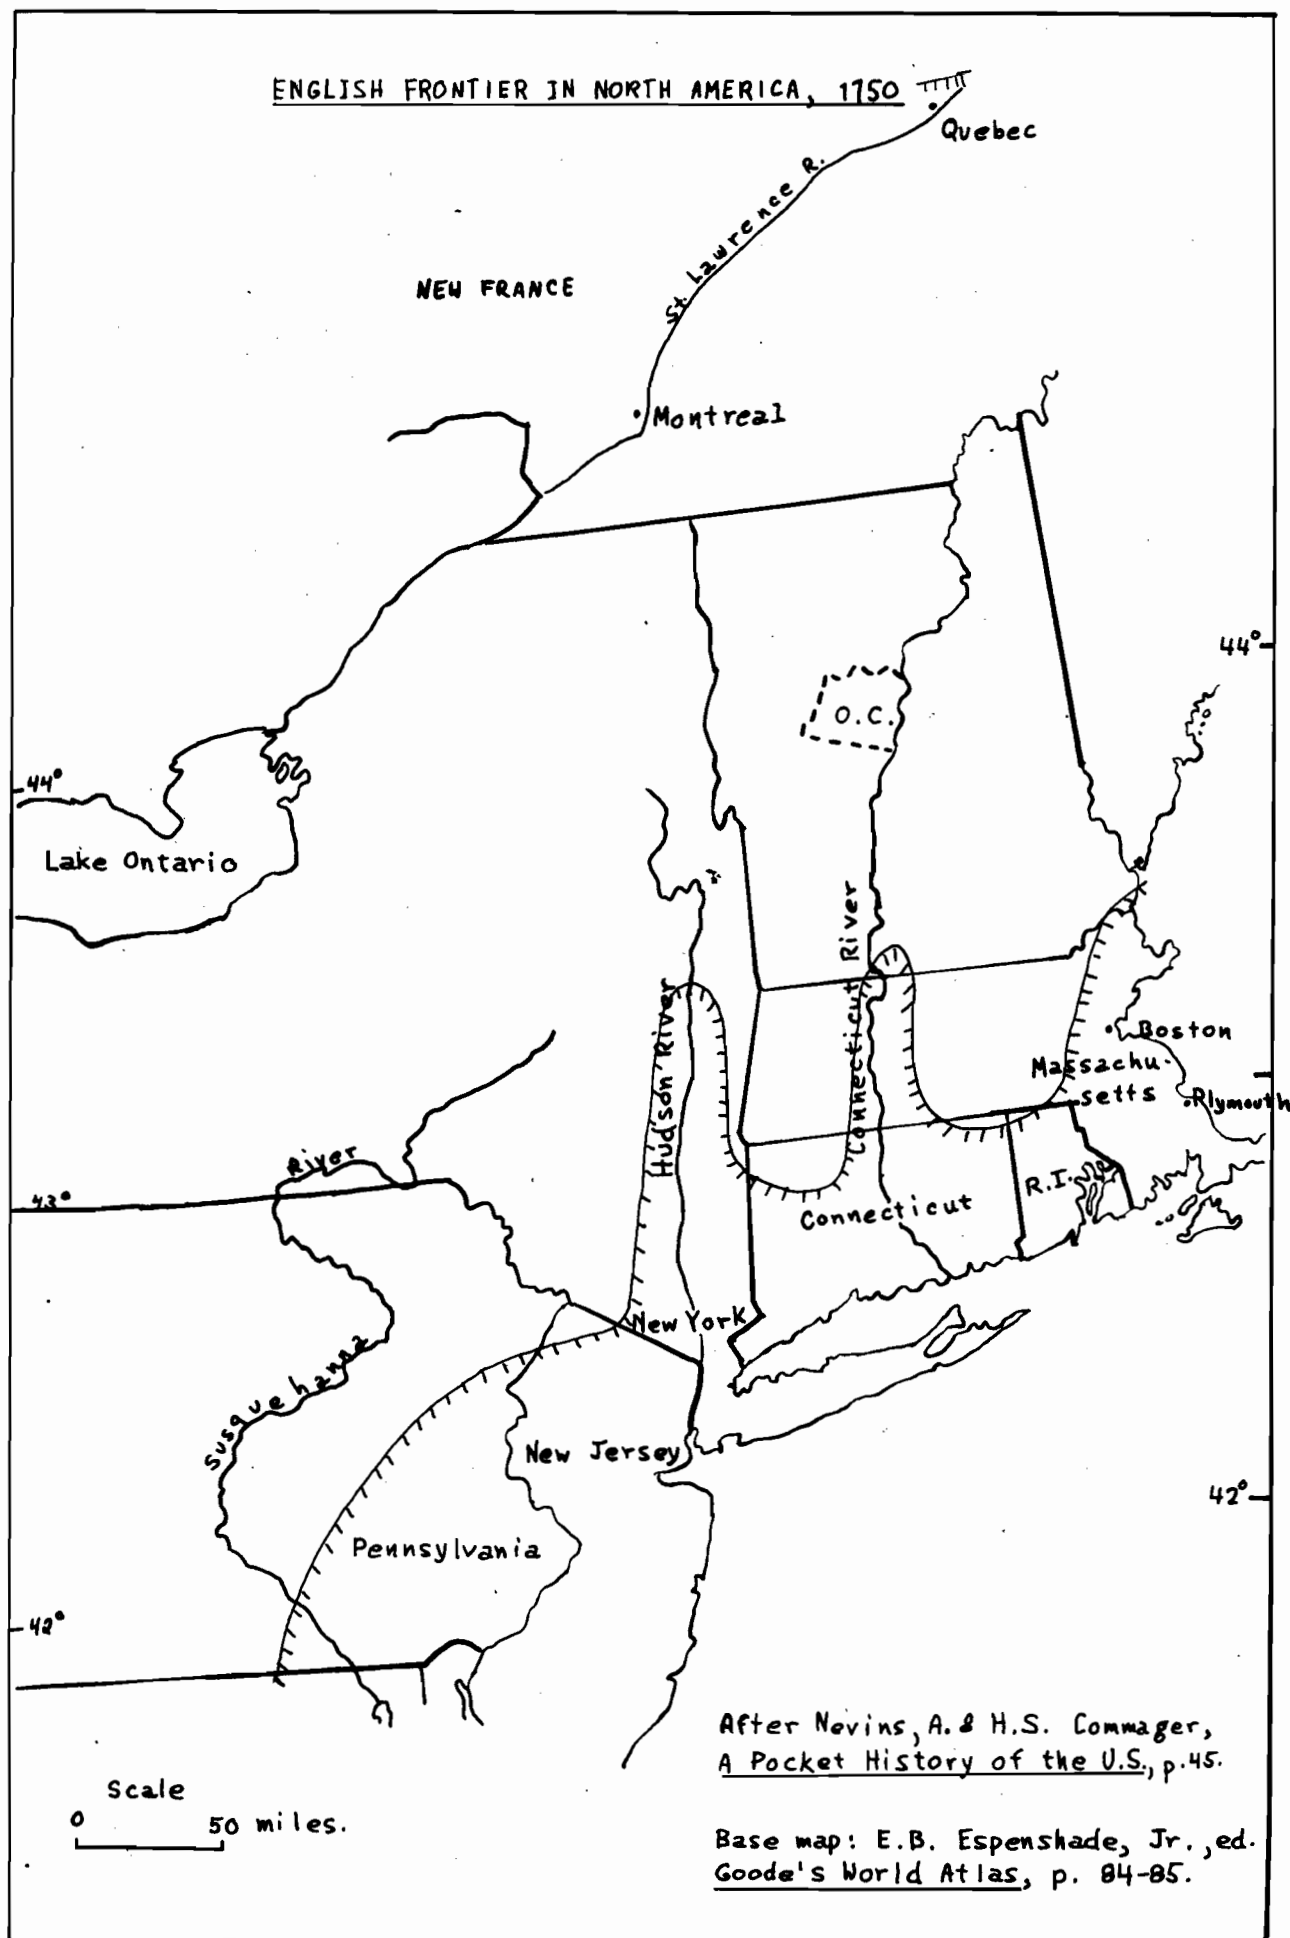 ENGLISH FRONTIER IN NORTH AMERICA, 1750
Quebec
St. Lawrence R.
NEW FRANCE
Montreal
44°
O.C.
44°
Lake Ontario
Connecticut River
Hudson River
Boston
Massachu-
setts
Plymouth
River
43°
R.I.
Connecticut
New York
Susquehanna
New Jersey
42°
Pennsylvania
42°
After Nevins, A. & H.S. Commager,
A Pocket History of the U.S., p.45.
Scale
0 50 miles.
Base map: E.B. Espenshade, Jr., ed.
Goode's World Atlas, p. 84-85.